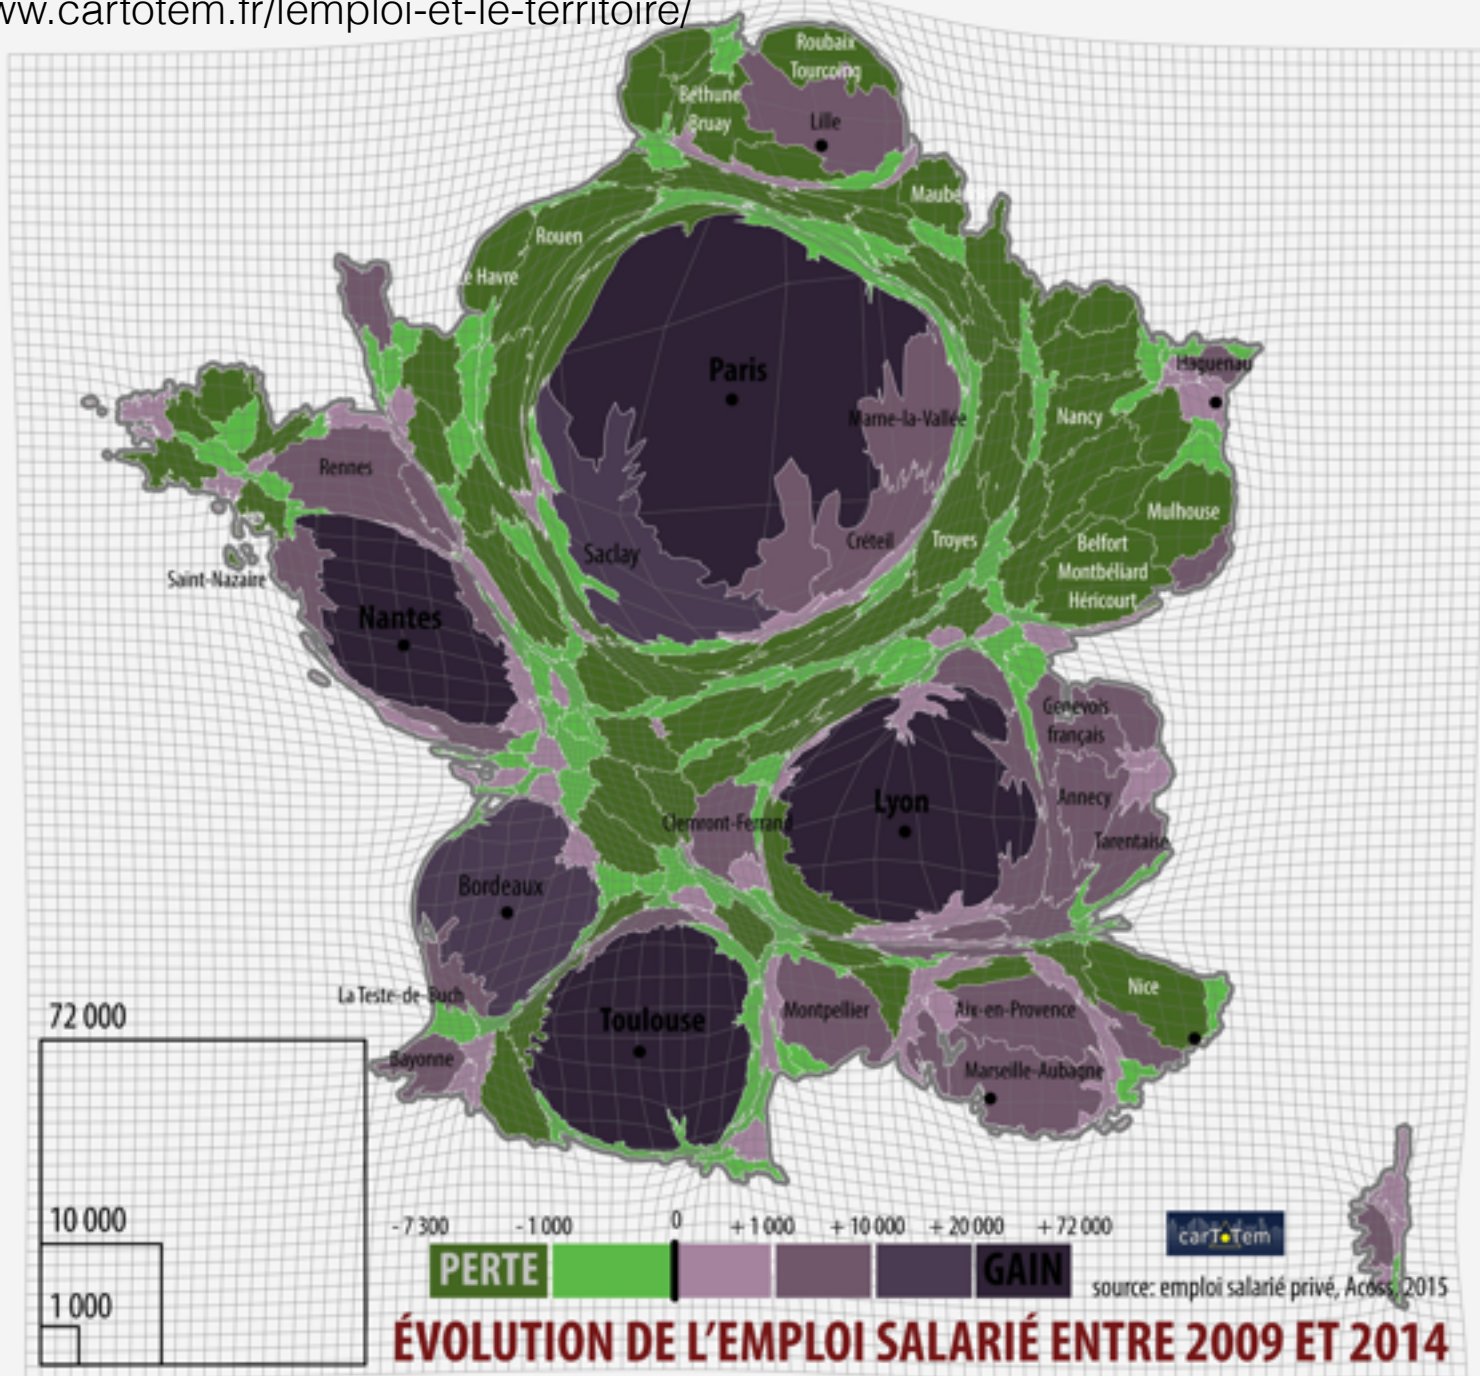 ww.cartotem.fr/lemploi-et-le-territoire/
Roubaix
Tourcoing
Béthune
Bruay
Lille
Maube
Rouen
e Havre
Paris
Marne-la-Vallée
Haguenau
Nancy
Rennes
Mulhouse
Saclay
Créteil
Troyes
Belfort
Montbéliard
Héricourt
Saint-Nazaire
Nantes
Genevois
français
Annecy
Lyon
Clermont-Ferrand
Tarentaise
Bordeaux
La Teste-de-Buch
Nice
Toulouse
Montpellier
Aix-en-Provence
Bayonne
Marseille-Aubagne
72 000
10 000
1 000
- 7 300 - 1 000 0 + 1 000 + 10 000 + 20 000 + 72 000
PERTE GAIN
carToTem
source: emploi salarié privé, Acoss, 2015
ÉVOLUTION DE L’EMPLOI SALARIÉ ENTRE 2009 ET 2014